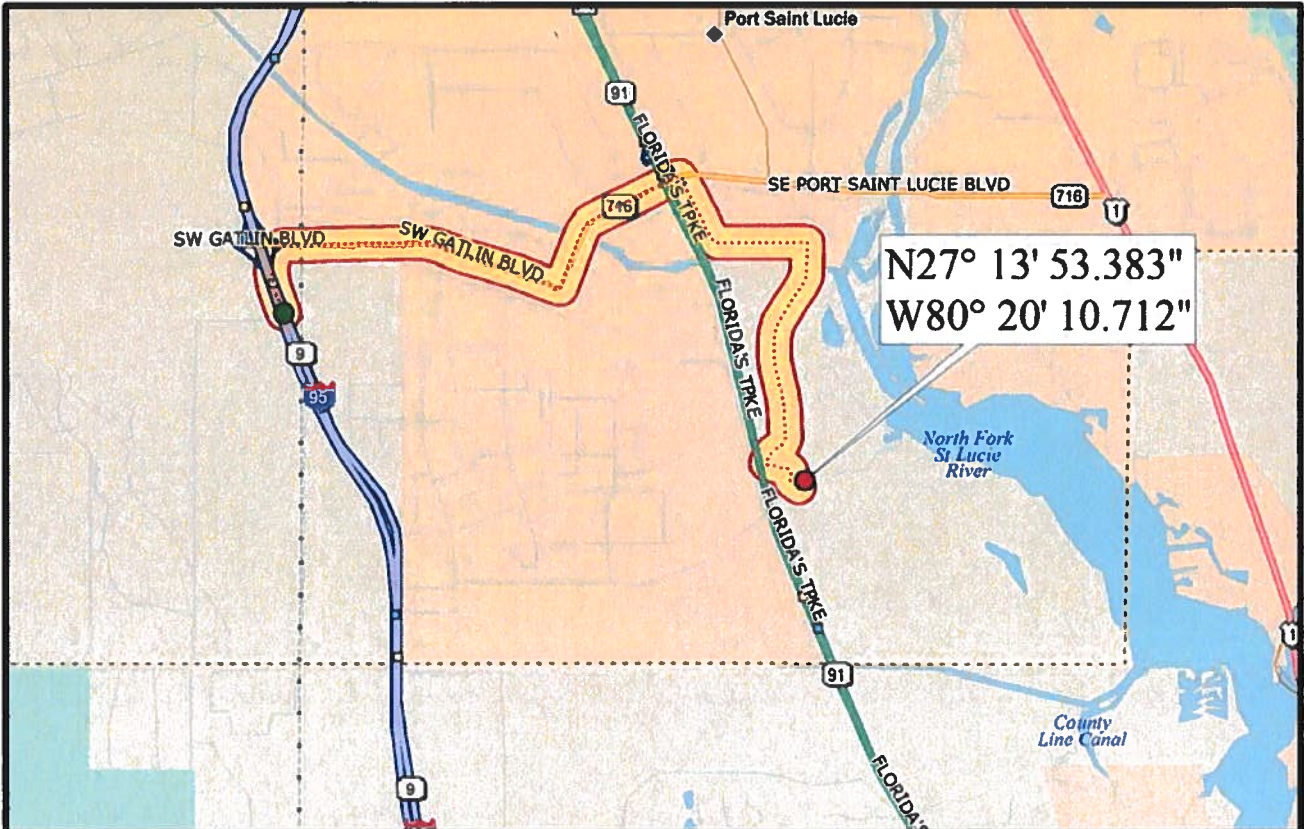 Port Saint Lucie
91
FLORIDA'S TPKE
SE PORT SAINT LUCIE BLVD
716
716
1
SW GATLIN BLVD
SW GATLIN BLVD
N27° 13' 53.383"
W80° 20' 10.712"
FLORIDA'S TPKE
9
95
North Fork
St Lucie
River
FLORIDA'S TPKE
1
91
County
Line Canal
9
FLORIDA'S